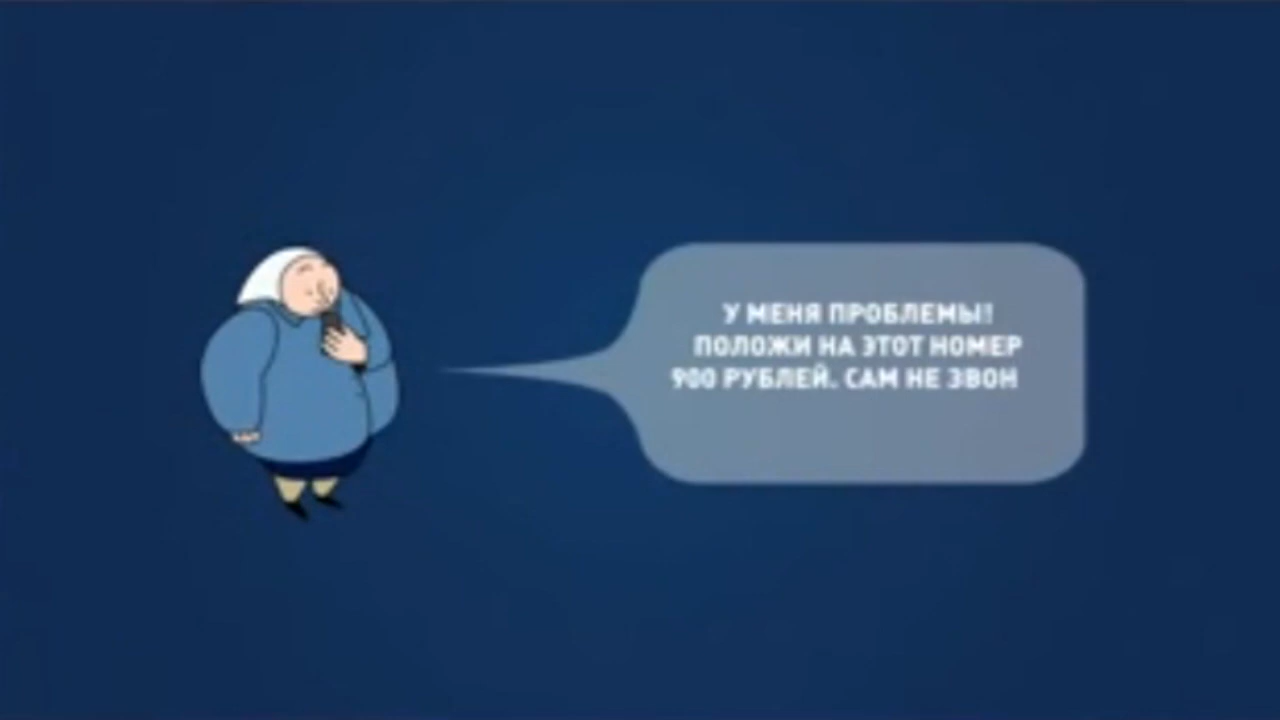 У МЕНЯ ПРОБЛЕМЫ!
ПОЛОЖИ НА ЭТОТ НОМЕР
900 РУБЛЕЙ. САМ НЕ ЗВОН